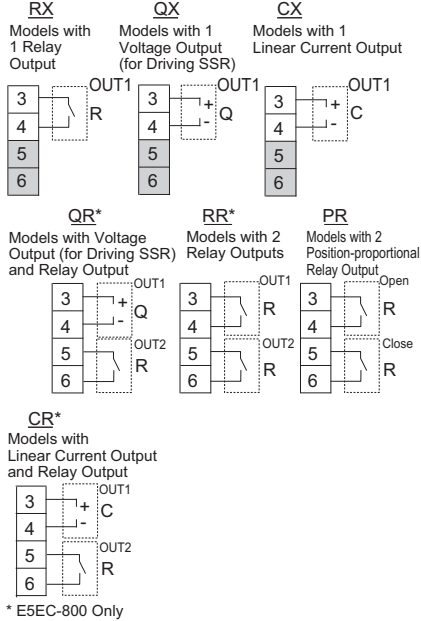 RX
Models with
1 Relay
Output
OUT1
3
4
5
6
R
QX
Models with 1
Voltage Output
(for Driving SSR)
OUT1
3
4
5
6
+
-
Q
CX
Models with 1
Linear Current Output
OUT1
3
4
5
6
+
-
C
QR*
Models with Voltage
Output (for Driving SSR)
and Relay Output
OUT1
3
4
5
6
+
-
Q
OUT2
R
RR*
Models with 2
Relay Outputs
OUT1
3
4
5
6
R
OUT2
R
PR
Models with 2
Position-proportional
Relay Output
Open
3
4
5
6
R
Close
R
CR*
Models with
Linear Current Output
and Relay Output
OUT1
3
4
5
6
+
-
C
OUT2
R
* E5EC-800 Only